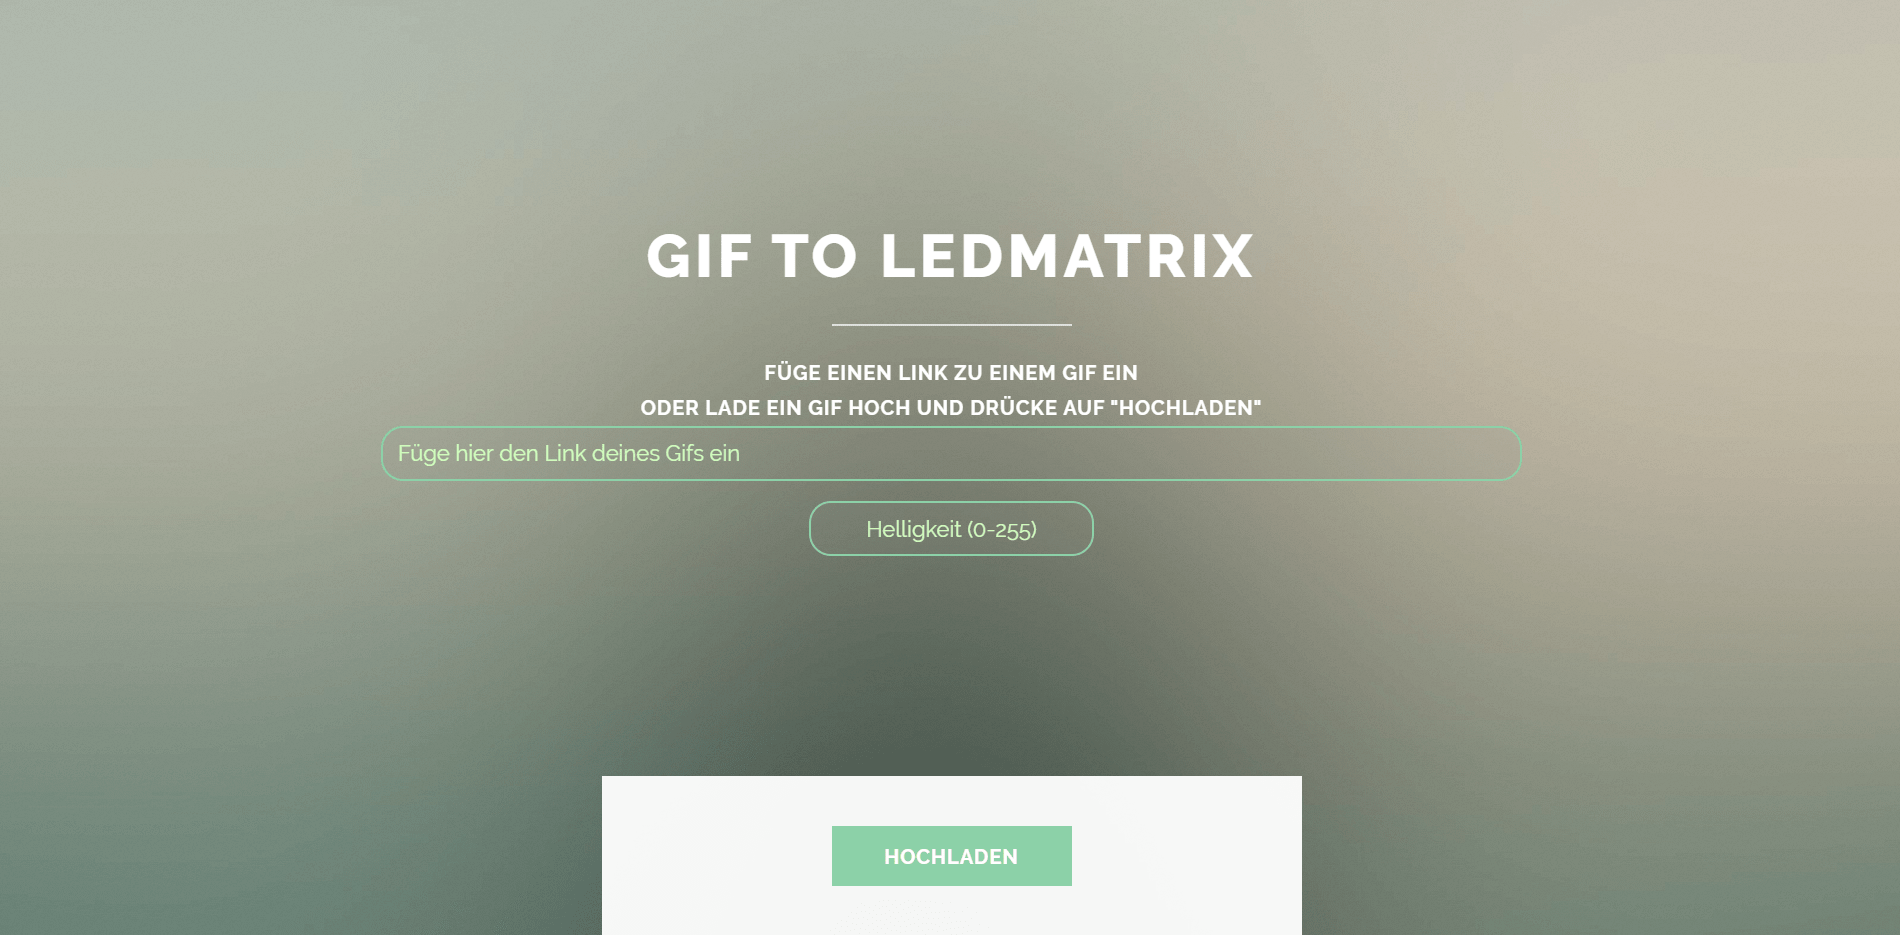 GIF TO LEDMATRIX
FÜGE EINEN LINK ZU EINEM GIF EIN
ODER LADE EIN GIF HOCH UND DRÜCKE AUF "HOCHLADEN"
Füge hier den Link deines Gifs ein
Helligkeit (0-255)
HOCHLADEN